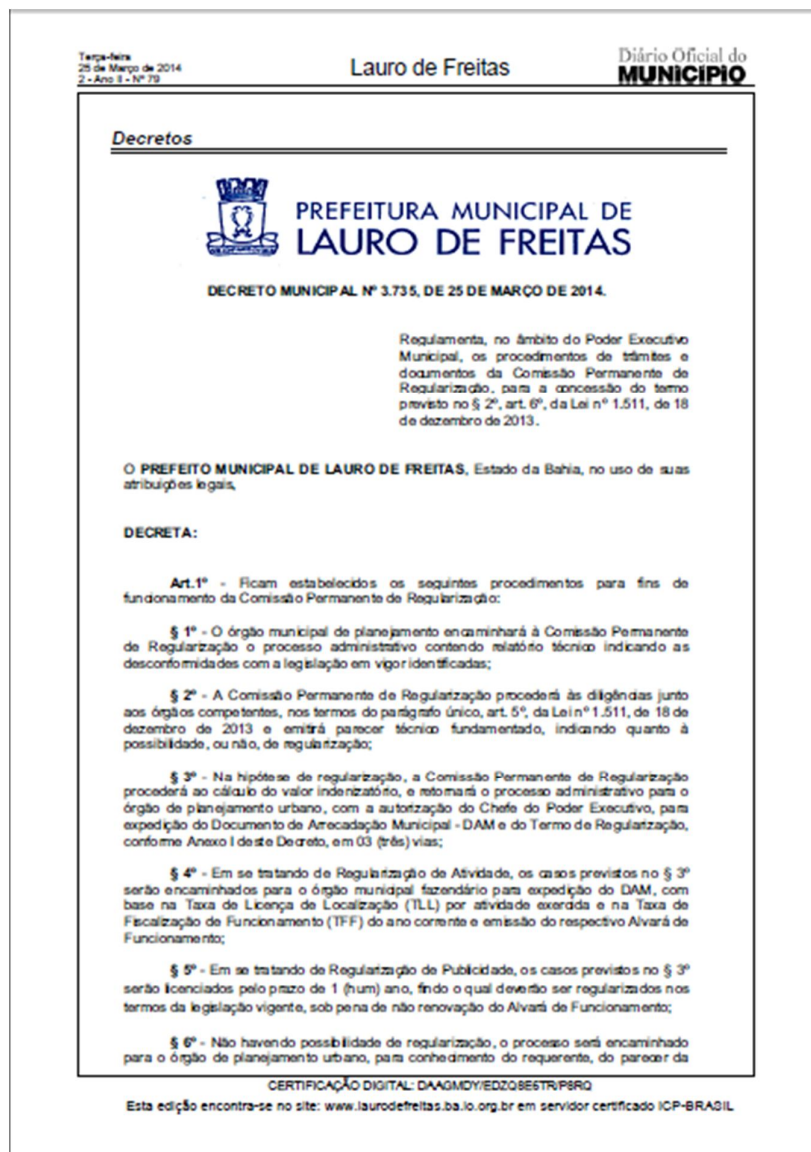 Terça-feira
25 de Março de 2014
2 - Ano II - Nº 79
Lauro de Freitas
Diário Oficial do
MUNICÍPIO
Decretos
PREFEITURA MUNICIPAL DE
LAURO DE FREITAS
DECRETO MUNICIPAL Nº 3.735, DE 25 DE MARÇO DE 2014.
Regulamenta, no âmbito do Poder Executivo
Municipal, os procedimentos de trâmites e
documentos da Comissão Permanente de
Regularização, para a concessão do termo
previsto no § 2º, art. 6º, da Lei nº 1.511, de 18
de dezembro de 2013.
O PREFEITO MUNICIPAL DE LAURO DE FREITAS, Estado da Bahia, no uso de suas
atribuições legais,
DECRETA:
Art.1º - Ficam estabelecidos os seguintes procedimentos para fins de
funcionamento da Comissão Permanente de Regularização:
§ 1º - O órgão municipal de planejamento encaminhará à Comissão Permanente
de Regularização o processo administrativo contendo relatório técnico indicando as
desconformidades com a legislação em vigor identificadas;
§ 2º - A Comissão Permanente de Regularização procederá às diligências junto
aos órgãos competentes, nos termos do parágrafo único, art. 5º, da Lei nº 1.511, de 18 de
dezembro de 2013 e emitirá parecer técnico fundamentado, indicando quanto à
possibilidade, ou não, de regularização;
§ 3º - Na hipótese de regularização, a Comissão Permanente de Regularização
procederá ao cálculo do valor indenizatório, e retornará o processo administrativo para o
órgão de planejamento urbano, com a autorização do Chefe do Poder Executivo, para
expedição do Documento de Arrecadação Municipal - DAM e do Termo de Regularização,
conforme Anexo I deste Decreto, em 03 (três) vias;
§ 4º - Em se tratando de Regularização de Atividade, os casos previstos no § 3º
serão encaminhados para o órgão municipal fazendário para expedição do DAM, com
base na Taxa de Licença de Localização (TLL) por atividade exercida e na Taxa de
Fiscalização de Funcionamento (TFF) do ano corrente e emissão do respectivo Alvará de
Funcionamento;
§ 5º - Em se tratando de Regularização de Publicidade, os casos previstos no § 3º
serão licenciados pelo prazo de 1 (hum) ano, findo o qual deverão ser regularizados nos
termos da legislação vigente, sob pena de não renovação do Alvará de Funcionamento;
§ 6º - Não havendo possibilidade de regularização, o processo será encaminhado
para o órgão de planejamento urbano, para conhecimento do requerente, do parecer da
CERTIFICAÇÃO DIGITAL: DAAGMDY/EDZQ8E6TR/P8RQ
Esta edição encontra-se no site: www.laurodefreitas.ba.io.org.br em servidor certificado ICP-BRASIL